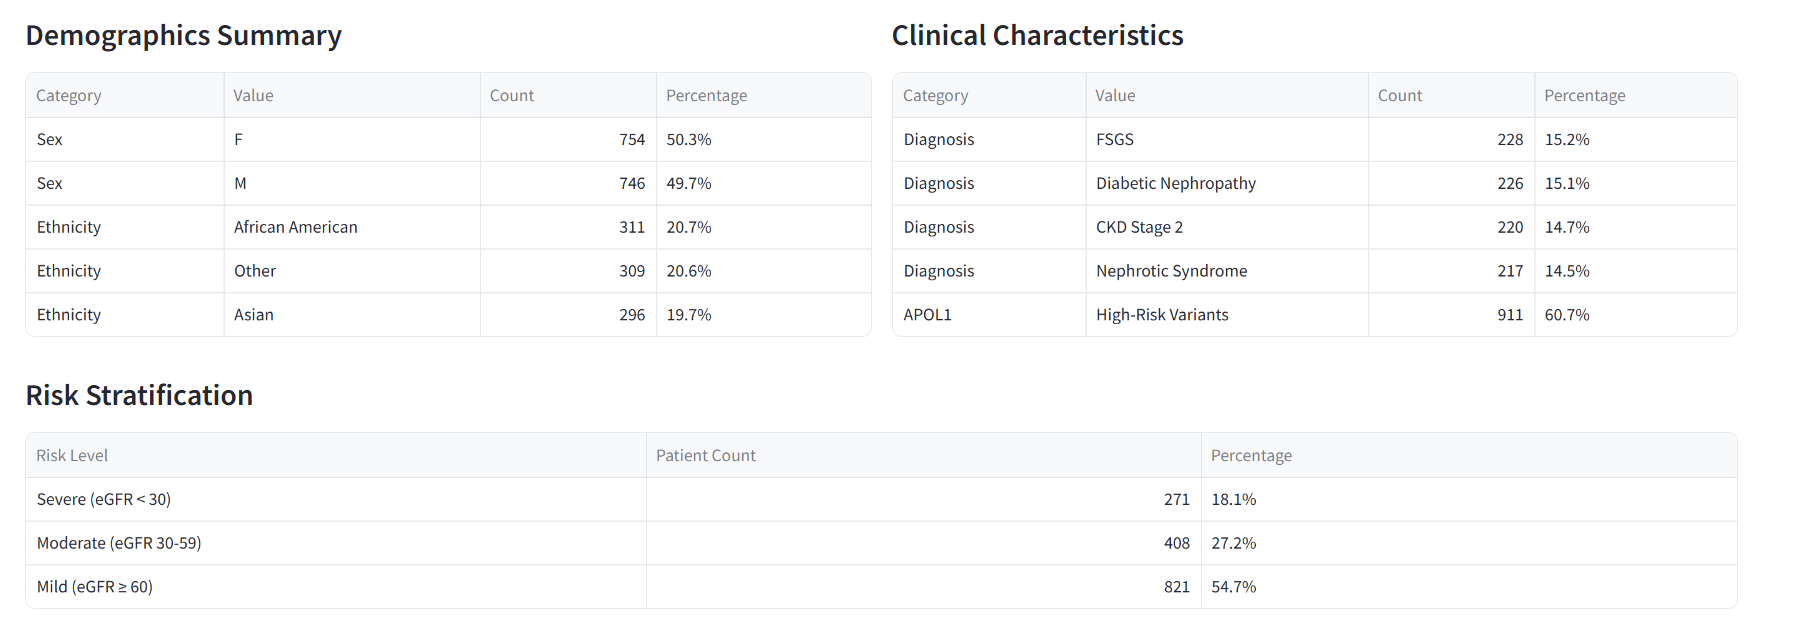 Demographics Summary
Category Value Count Percentage
Sex F 754 50.3%
Sex M 746 49.7%
Ethnicity African American 311 20.7%
Ethnicity Other 309 20.6%
Ethnicity Asian 296 19.7%
Clinical Characteristics
Category Value Count Percentage
Diagnosis FSGS 228 15.2%
Diagnosis Diabetic Nephropathy 226 15.1%
Diagnosis CKD Stage 2 220 14.7%
Diagnosis Nephrotic Syndrome 217 14.5%
APOL1 High-Risk Variants 911 60.7%
Risk Stratification
Risk Level Patient Count Percentage
Severe (eGFR < 30) 271 18.1%
Moderate (eGFR 30-59) 408 27.2%
Mild (eGFR ≥ 60) 821 54.7%